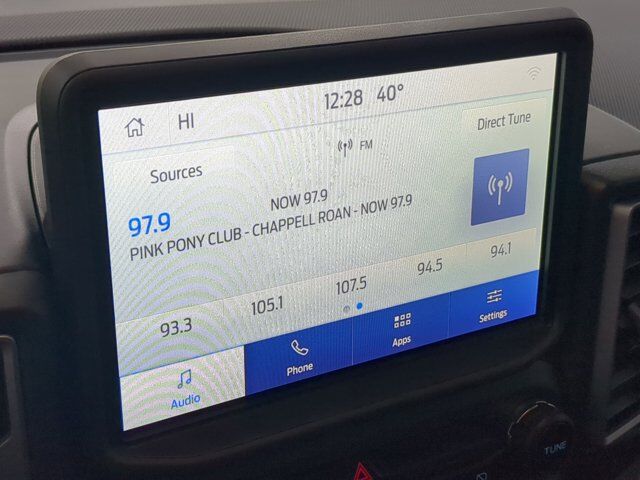 HI 12:28 40°
FM
Direct Tune
Sources
97.9
NOW 97.9
PINK PONY CLUB - CHAPPELL ROAN - NOW 97.9
93.3 105.1 107.5 94.5 94.1
Audio Phone Apps Settings
TUNE